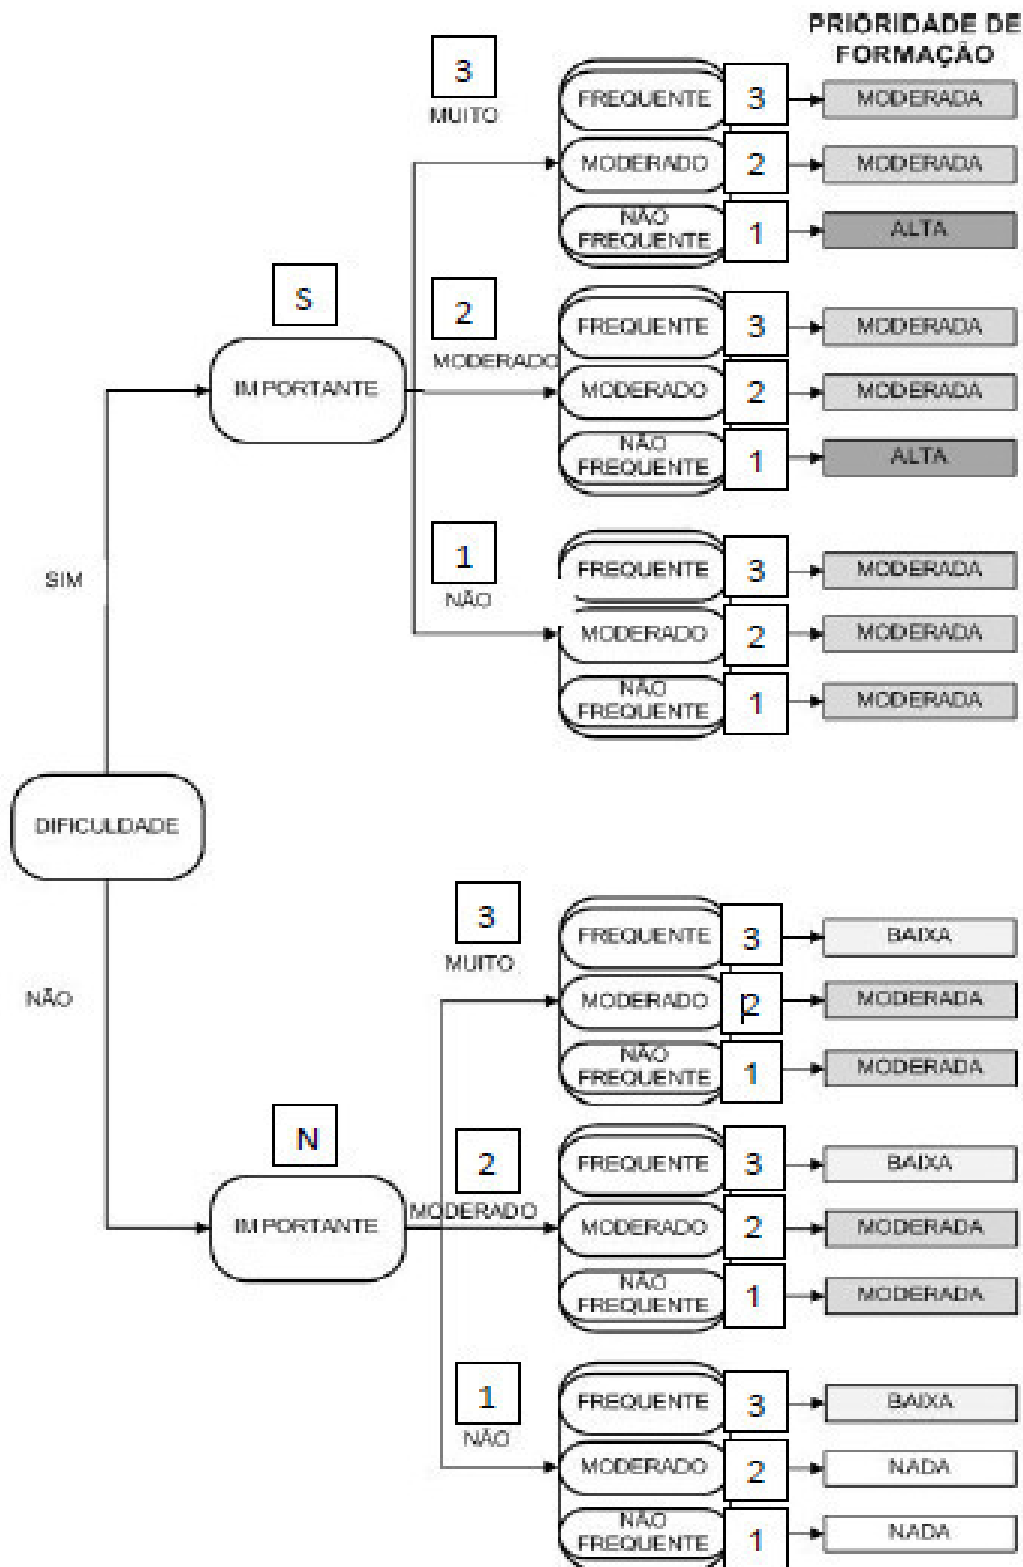 PRIORIDADE DE
FORMAÇÃO
3
MUITO
FREQUENTE 3 MODERADA
MODERADO 2 MODERADA
NÃO
FREQUENTE 1 ALTA
S
IMPORTANTE
2
MODERADO
FREQUENTE 3 MODERADA
MODERADO 2 MODERADA
NÃO
FREQUENTE 1 ALTA
1
NÃO
FREQUENTE 3 MODERADA
MODERADO 2 MODERADA
NÃO
FREQUENTE 1 MODERADA
SIM
DIFICULDADE
NÃO
3
MUITO
FREQUENTE 3 BAIXA
MODERADO 2 MODERADA
NÃO
FREQUENTE 1 MODERADA
N
IMPORTANTE
2
MODERADO
FREQUENTE 3 BAIXA
MODERADO 2 MODERADA
NÃO
FREQUENTE 1 MODERADA
1
NÃO
FREQUENTE 3 BAIXA
MODERADO 2 NADA
NÃO
FREQUENTE 1 NADA